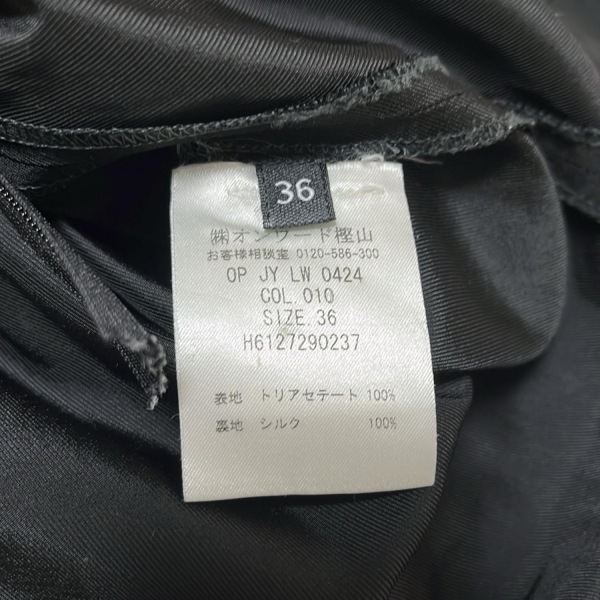 36
㈱オンワード樫山
お客様相談室 0120-586-300
OP JY LW 0424
COL.010
SIZE.36
H6127290237
表地 トリアセテート 100%
裏地 シルク 100%